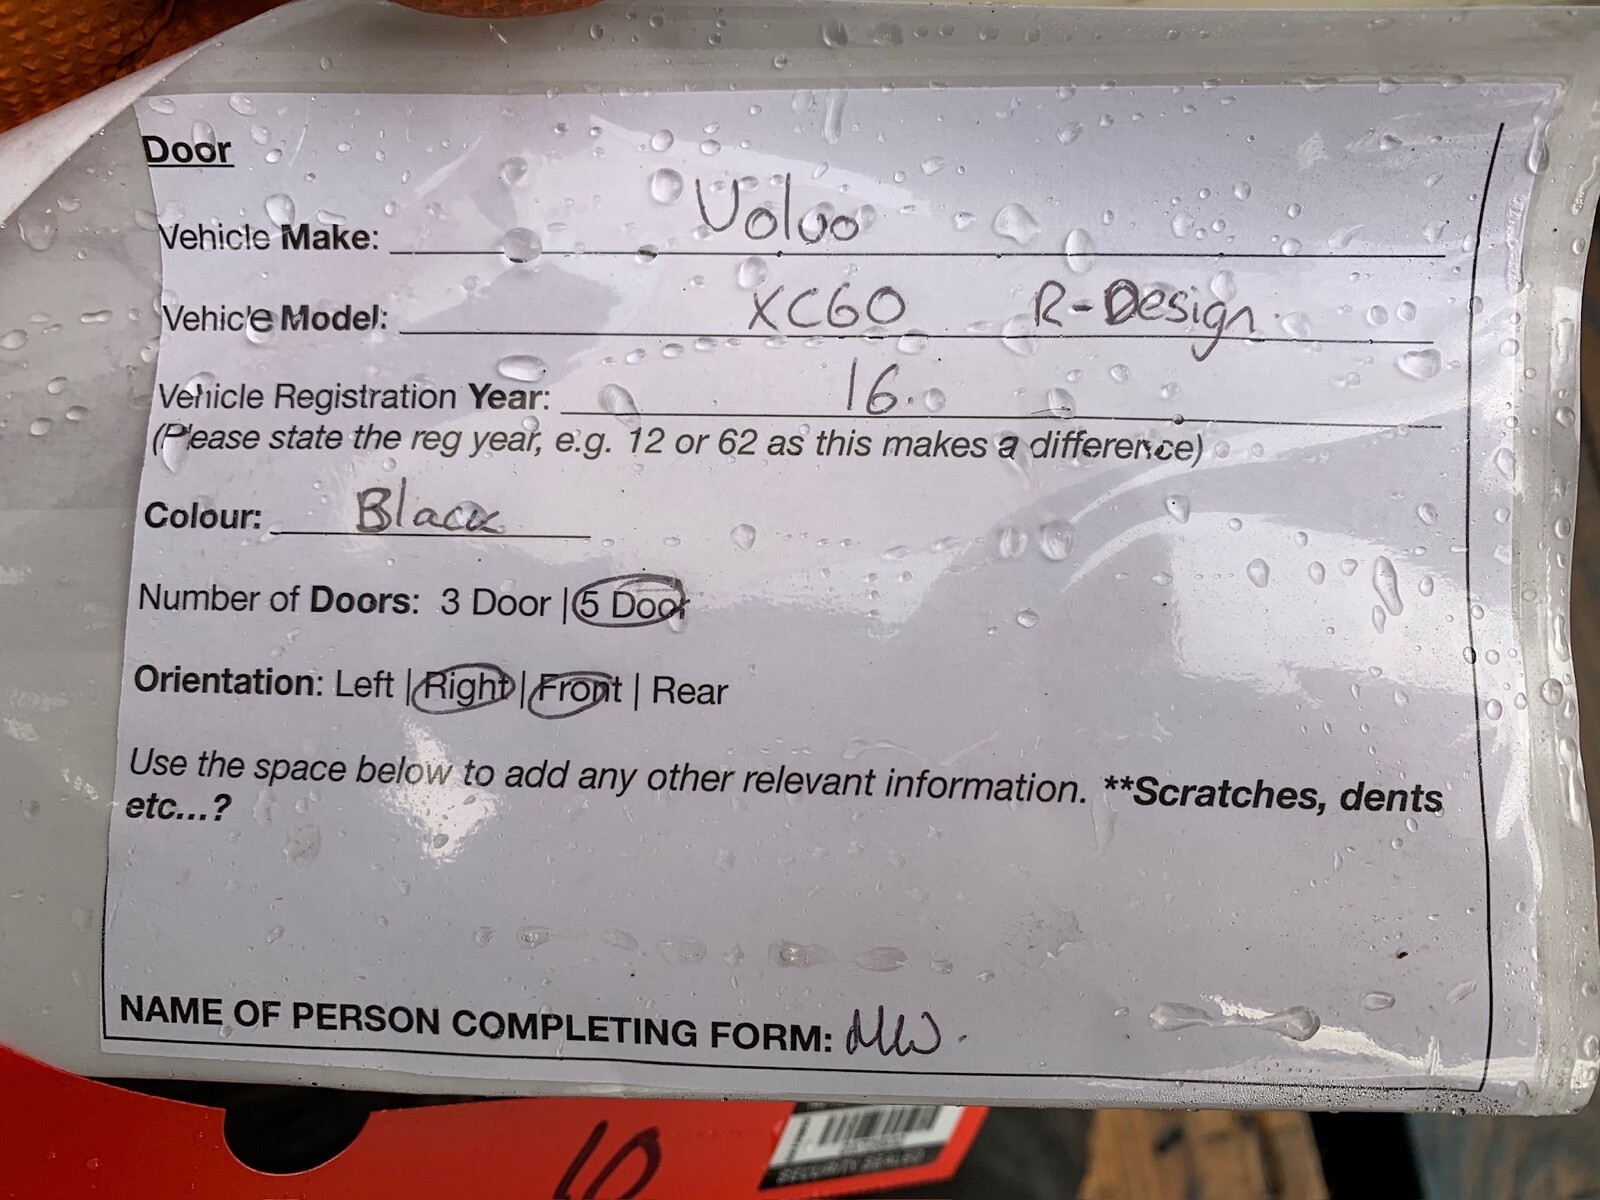 Door
Vehicle Make: Volvo
Vehicle Model: XC60 R-Design.
Vehicle Registration Year: 16.
(Please state the reg year, e.g. 12 or 62 as this makes a difference)
Colour: Black
Number of Doors: 3 Door | 5 Door
Orientation: Left | Right | Front | Rear
Use the space below to add any other relevant information. **Scratches, dents
etc...?
NAME OF PERSON COMPLETING FORM: MW.
10
SECURITY SEALED